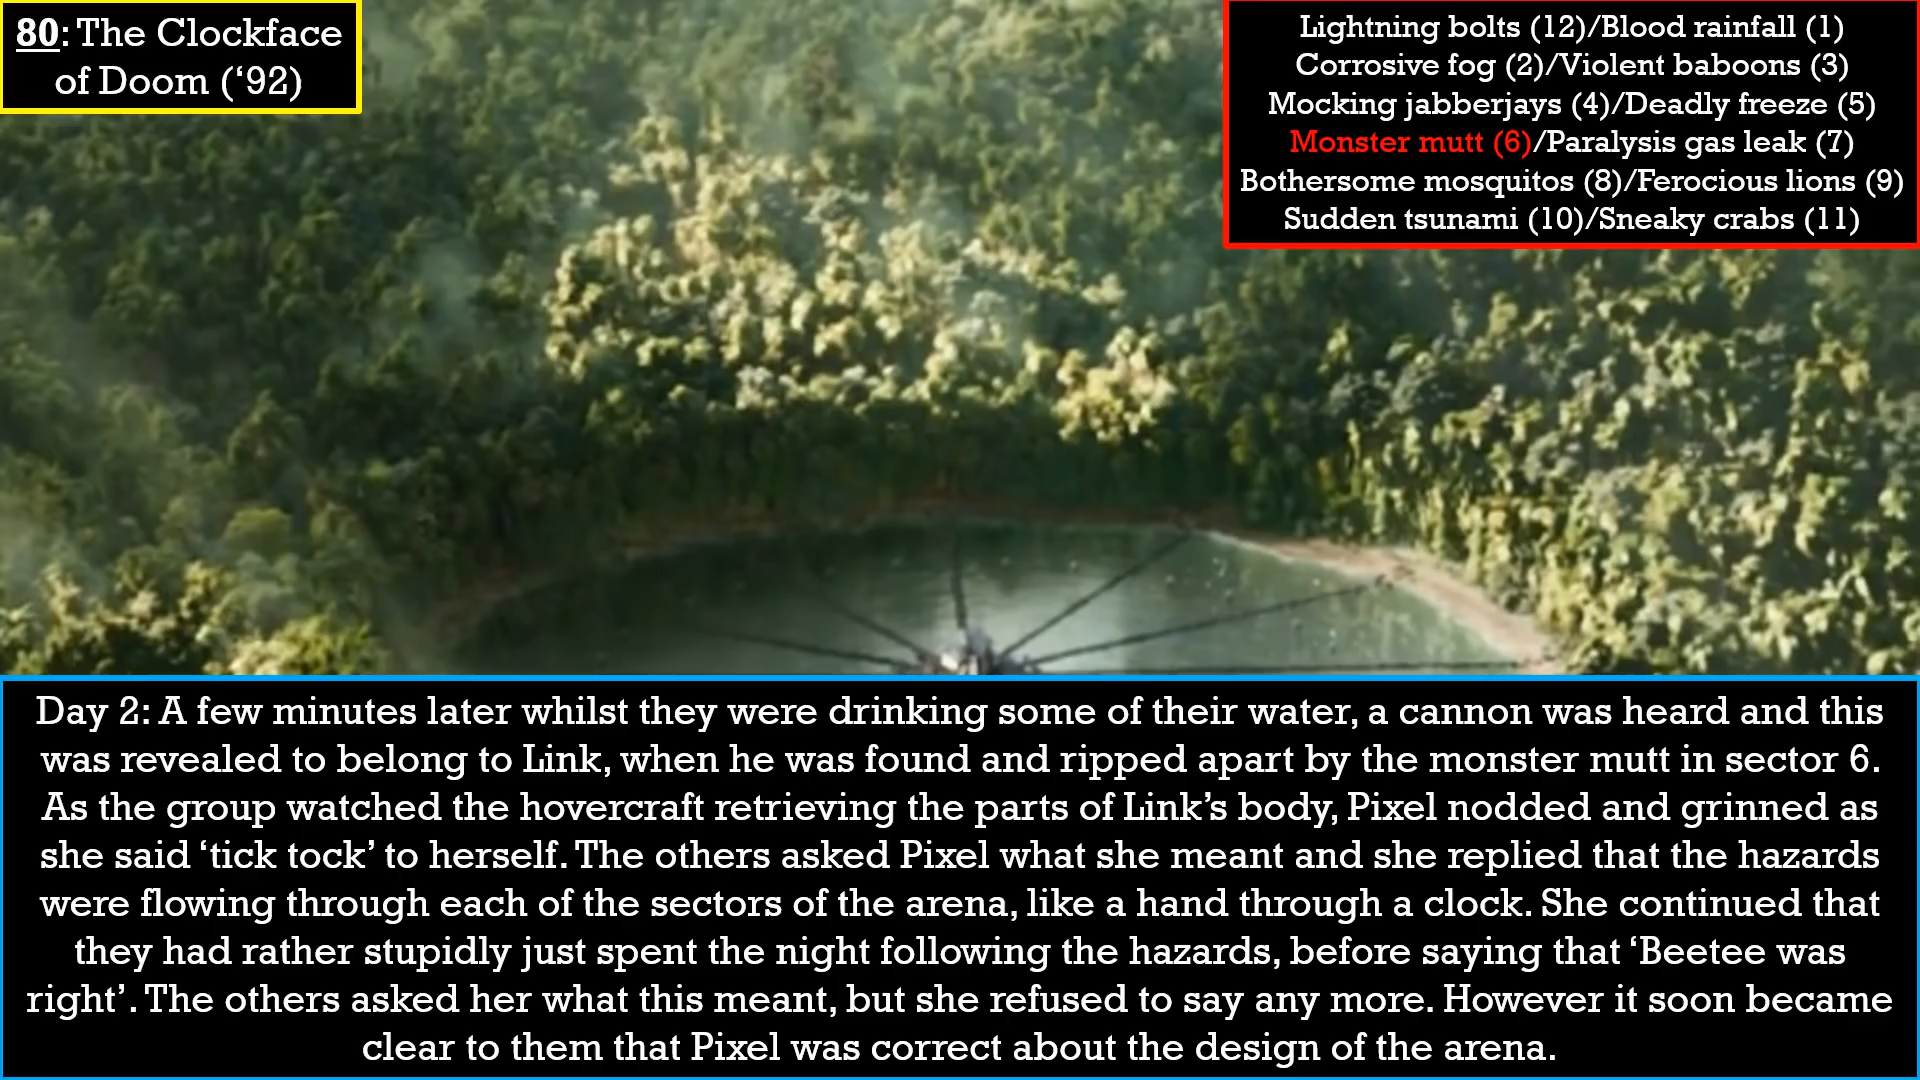 80: The Clockface
of Doom (‘92)
Lightning bolts (12)/Blood rainfall (1)
Corrosive fog (2)/Violent baboons (3)
Mocking jabberjays (4)/Deadly freeze (5)
Monster mutt (6)/Paralysis gas leak (7)
Bothersome mosquitos (8)/Ferocious lions (9)
Sudden tsunami (10)/Sneaky crabs (11)
Day 2: A few minutes later whilst they were drinking some of their water, a cannon was heard and this
was revealed to belong to Link, when he was found and ripped apart by the monster mutt in sector 6.
As the group watched the hovercraft retrieving the parts of Link’s body, Pixel nodded and grinned as
she said ‘tick tock’ to herself. The others asked Pixel what she meant and she replied that the hazards
were flowing through each of the sectors of the arena, like a hand through a clock. She continued that
they had rather stupidly just spent the night following the hazards, before saying that ‘Beetee was
right’. The others asked her what this meant, but she refused to say any more. However it soon became
clear to them that Pixel was correct about the design of the arena.